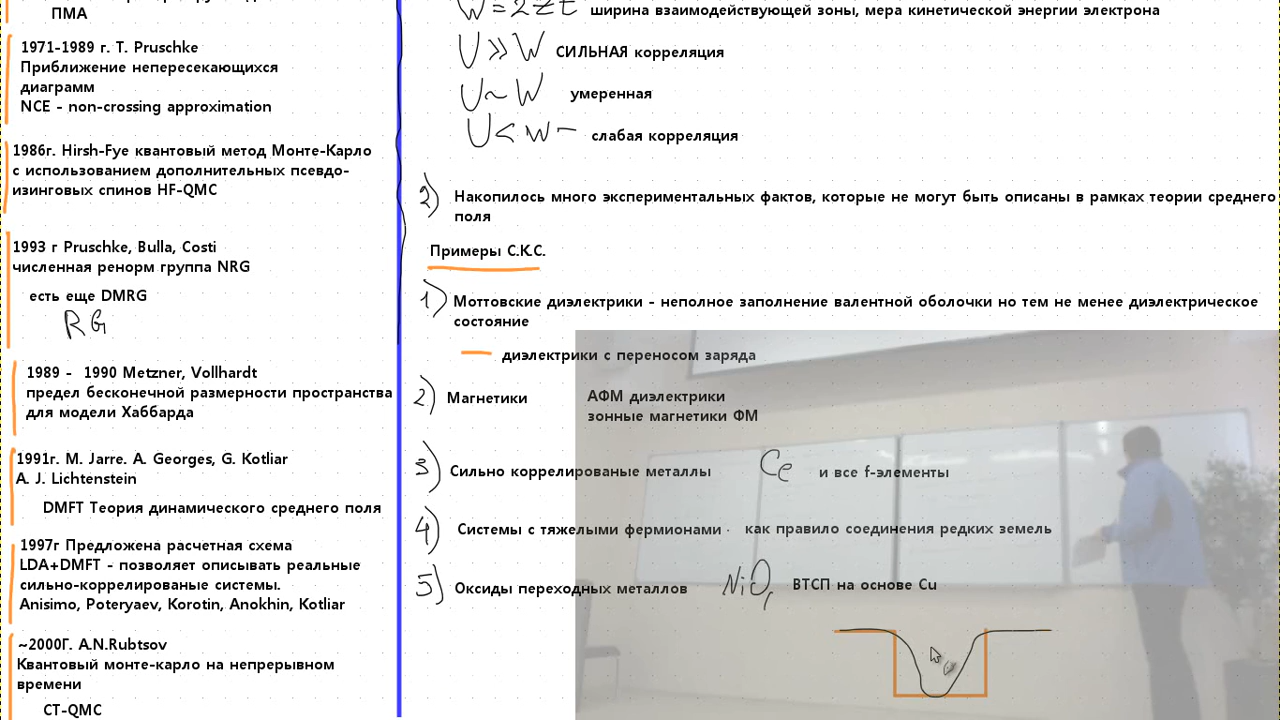 ПМА
1971-1989 г. T. Pruschke
Приближение непересекающихся
диаграмм
NCE - non-crossing approximation
1986г. Hirsh-Fye квантовый метод Монте-Карло
с использованием дополнительных псевдо-
изинговых спинов HF-QMC
1993 г Pruschke, Bulla, Costi
численная ренорм группа NRG
есть еще DMRG
RG
1989 - 1990 Metzner, Vollhardt
предел бесконечной размерности пространства
для модели Хаббарда
1991г. M. Jarre. A. Georges, G. Kotliar
A. J. Lichtenstein
DMFT Теория динамического среднего поля
1997г Предложена расчетная схема
LDA+DMFT - позволяет описывать реальные
сильно-коррелированые системы.
Anisimo, Poteryaev, Korotin, Anokhin, Kotliar
~2000Г. A.N.Rubtsov
Квантовый монте-карло на непрерывном
времени
CT-QMC
W = 2zt ширина взаимодействующей зоны, мера кинетической энергии электрона
U >> W СИЛЬНАЯ корреляция
U ~ W умеренная
U < W - слабая корреляция
2) Накопилось много экспериментальных фактов, которые не могут быть описаны в рамках теории среднего
поля
Примеры С.К.С.
1) Моттовские диэлектрики - неполное заполнение валентной оболочки но тем не менее диэлектрическое
состояние
диэлектрики с переносом заряда
2) Магнетики АФМ диэлектрики
зонные магнетики ФМ
3) Сильно коррелированые металлы Ce и все f-элементы
4) Системы с тяжелыми фермионами как правило соединения редких земель
5) Оксиды переходных металлов NiO, ВТСП на основе Cu